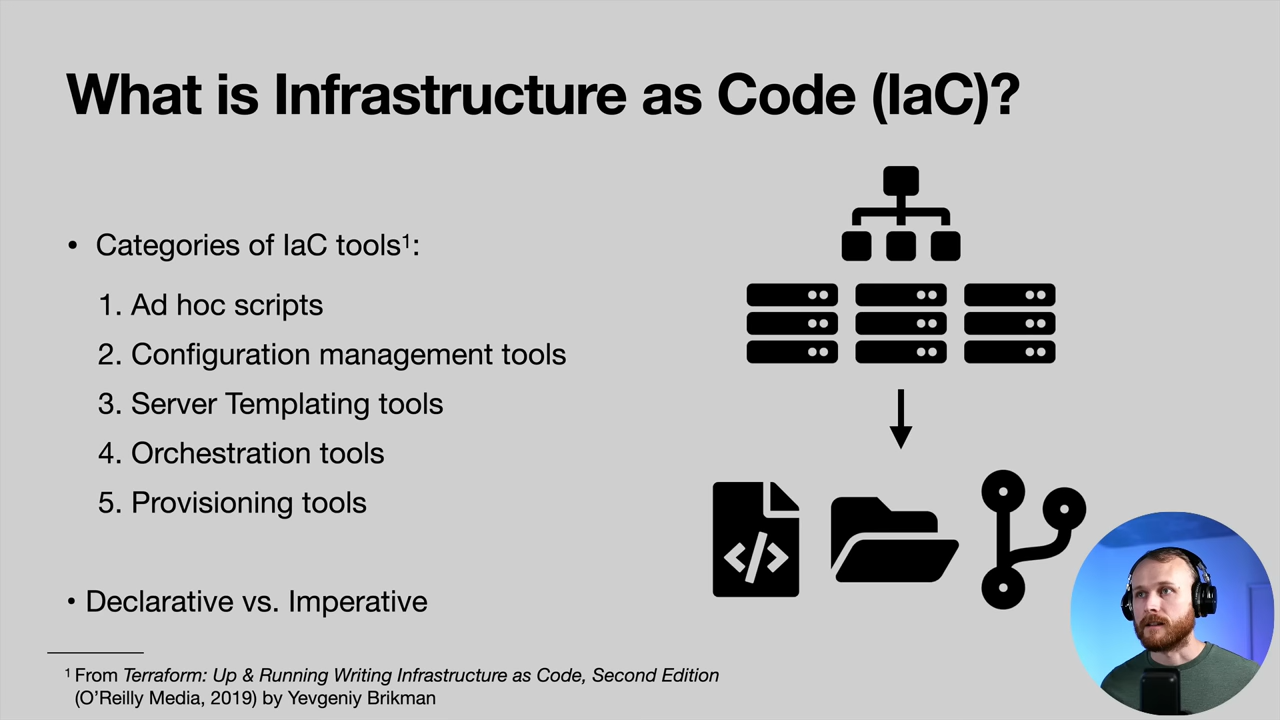 What is Infrastructure as Code (IaC)?
• Categories of IaC tools¹:
1. Ad hoc scripts
2. Configuration management tools
3. Server Templating tools
4. Orchestration tools
5. Provisioning tools
</>
• Declarative vs. Imperative
¹ From Terraform: Up & Running Writing Infrastructure as Code, Second Edition
(O’Reilly Media, 2019) by Yevgeniy Brikman